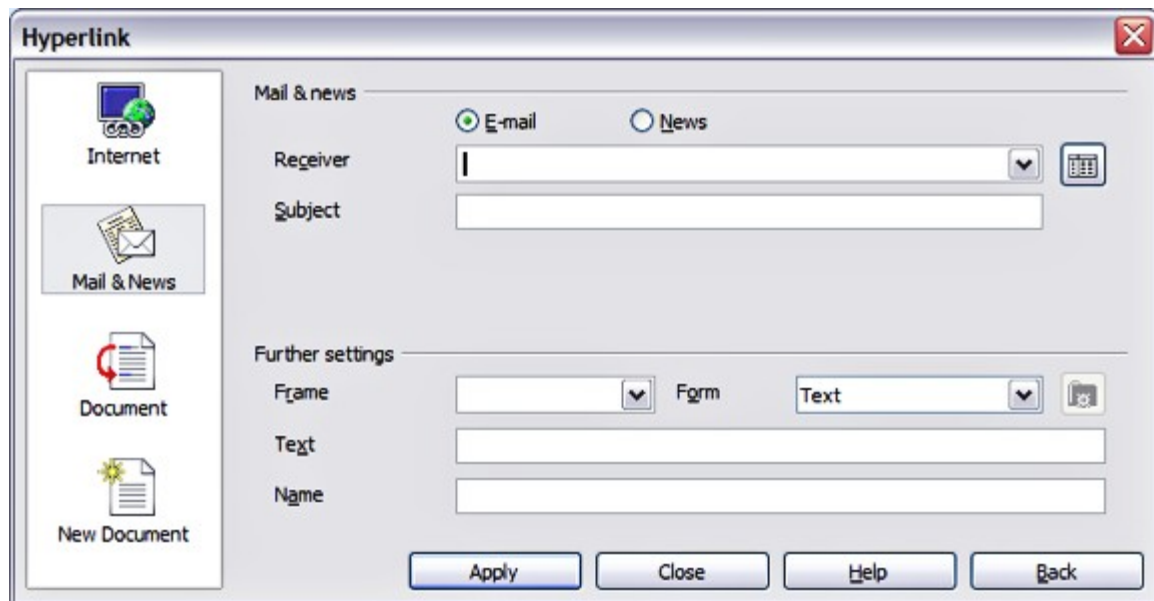 Hyperlink
Internet
Mail & News
Document
New Document
Mail & news
E-mail News
Receiver
Subject
Further settings
Frame Form Text
Text
Name
Apply Close Help Back